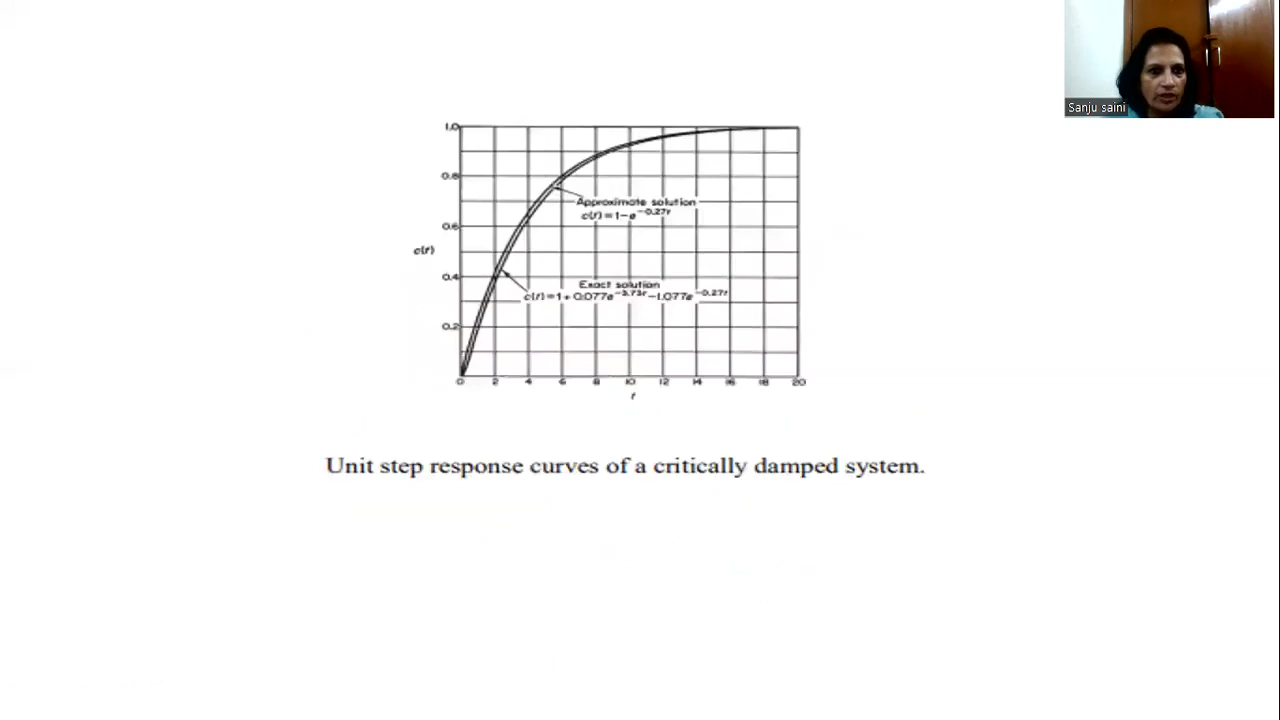 Sanju saini
1.0
0.8
Approximate solution
c(t)=1-e^-0.27t
0.6
c(t)
0.4
Exact solution
c(t)=1+0.077e^-3.73t-1.077e^-0.27t
0.2
0 2 4 6 8 10 12 14 16 18 20
t
Unit step response curves of a critically damped system.